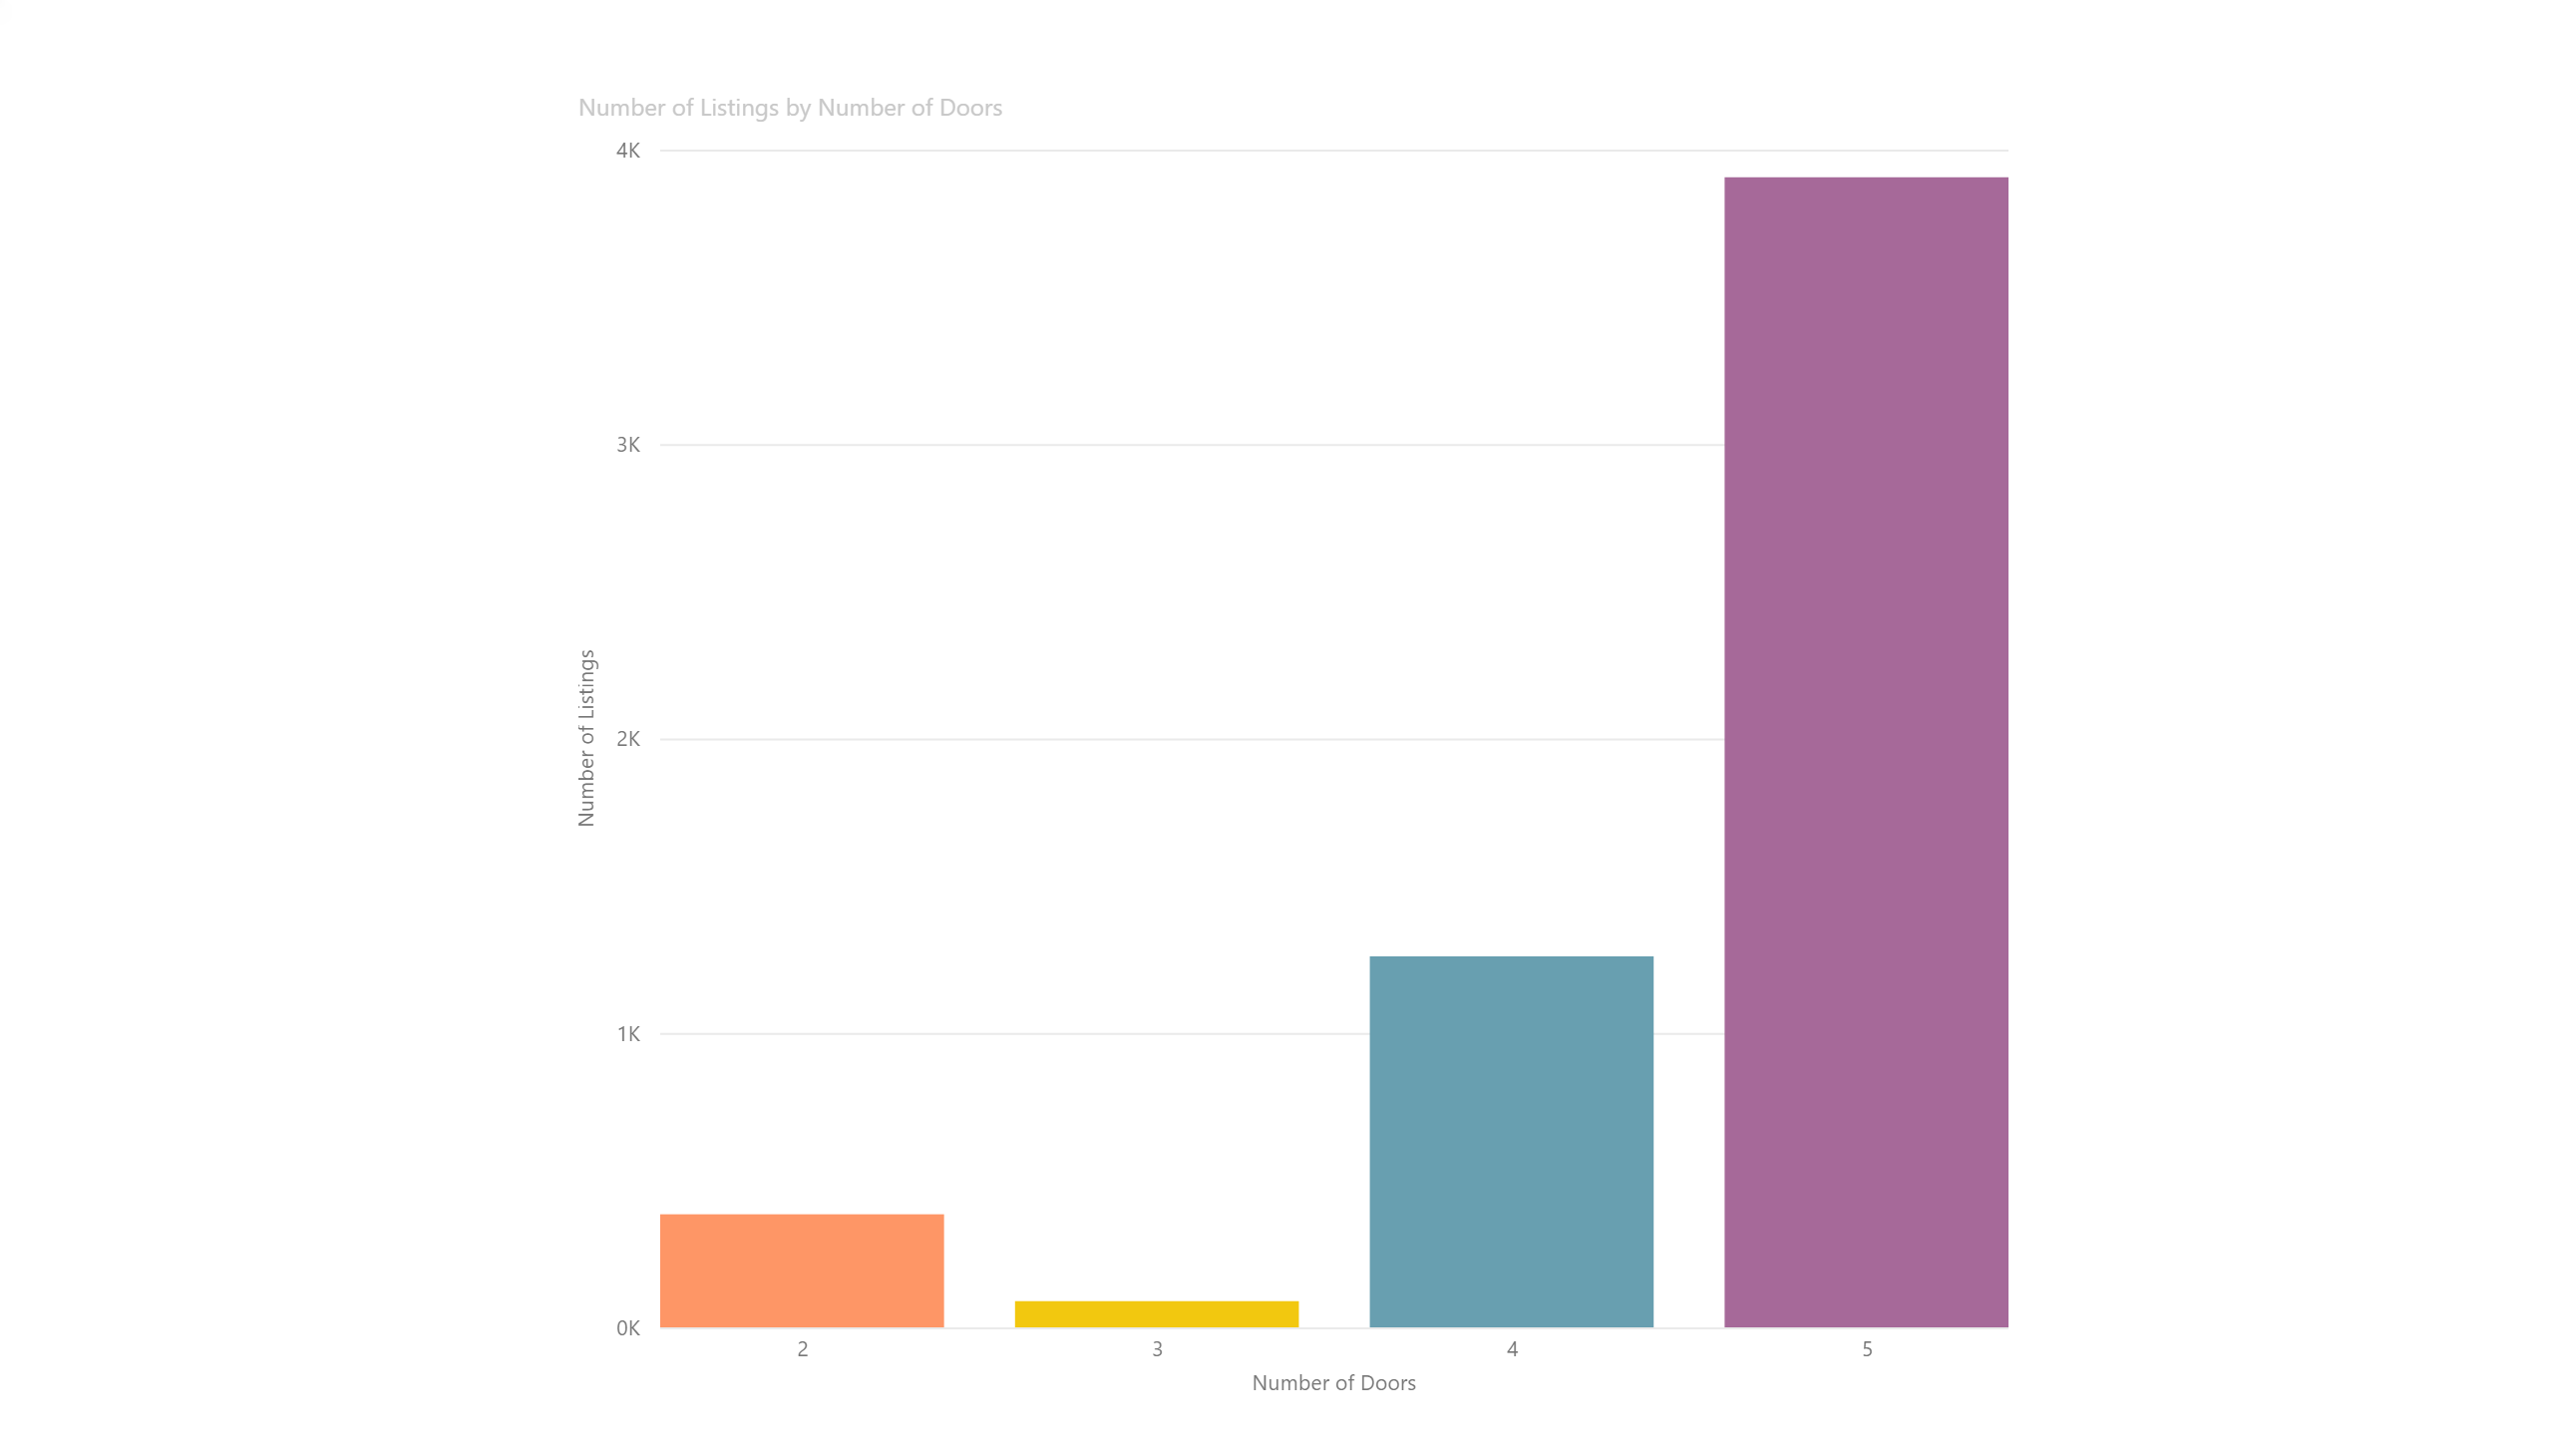 Number of Listings by Number of Doors
4K
3K
2K
1K
0K
Number of Listings
2
3
4
5
Number of Doors